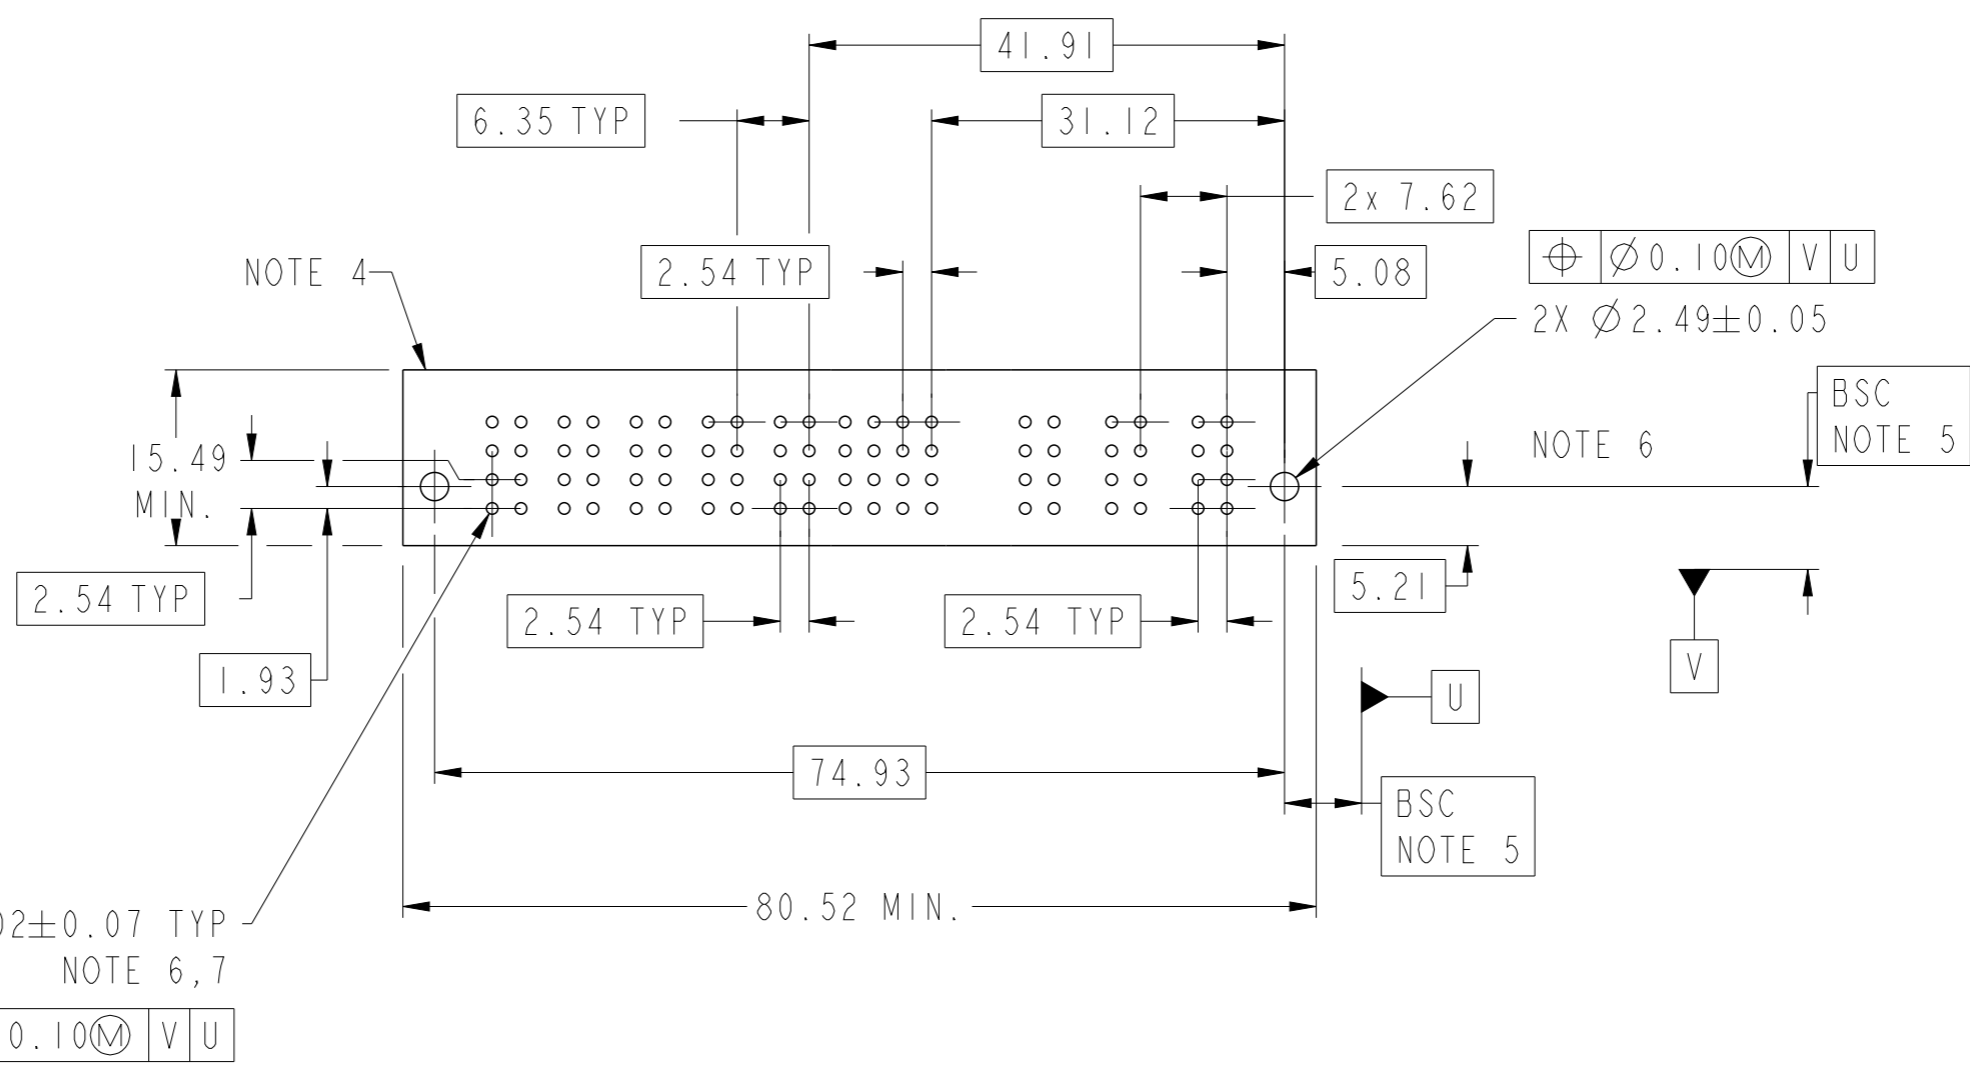 41.91
6.35 TYP
31.12
2x 7.62
2.54 TYP
5.08
NOTE 4
⌖ ⌀0.10Ⓜ V U
2X ⌀2.49±0.05
BSC
NOTE 5
NOTE 6
15.49
MIN.
2.54 TYP
5.21
2.54 TYP
2.54 TYP
1.93
V
U
74.93
BSC
NOTE 5
80.52 MIN.
02±0.07 TYP
NOTE 6,7
0.10Ⓜ V U